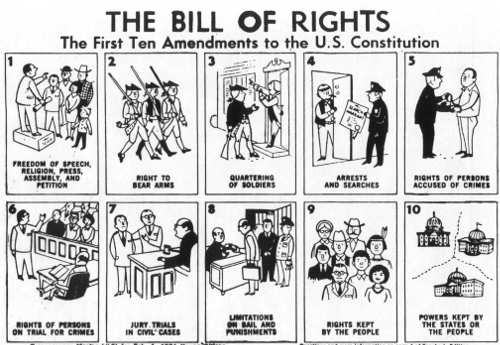 THE BILL OF RIGHTS
The First Ten Amendments to the U.S. Constitution
1
FREEDOM OF SPEECH,
RELIGION, PRESS,
ASSEMBLY, AND
PETITION
2
RIGHT TO
BEAR ARMS
3
QUARTERING
OF SOLDIERS
4
ARRESTS
AND SEARCHES
5
RIGHTS OF PERSONS
ACCUSED OF CRIMES
6
RIGHTS OF PERSONS
ON TRIAL FOR CRIMES
7
JURY TRIALS
IN CIVIL CASES
8
LIMITATIONS
ON BAIL AND
PUNISHMENTS
9
RIGHTS KEPT
BY THE PEOPLE
10
POWERS KEPT BY
THE STATES OR
THE PEOPLE